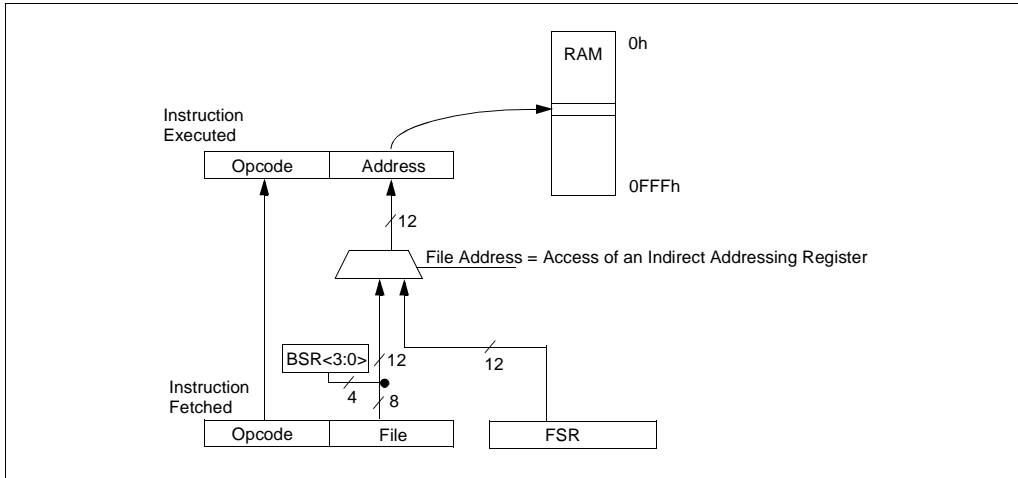 RAM
0h
Instruction
Executed
Opcode
Address
0FFFh
12
File Address = Access of an Indirect Addressing Register
BSR<3:0>
12
12
4
8
Instruction
Fetched
Opcode
File
FSR